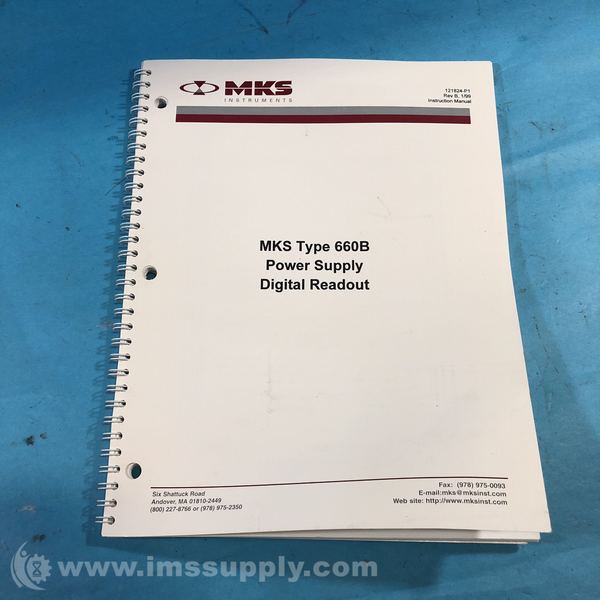 MKS
INSTRUMENTS
121824-P1
Rev B, 1/99
Instruction Manual
MKS Type 660B
Power Supply
Digital Readout
Six Shattuck Road
Andover, MA 01810-2449
(800) 227-8766 or (978) 975-2350
Fax: (978) 975-0093
E-mail:mks@mksinst.com
Web site: http://www.mksinst.com
www.imssupply.com